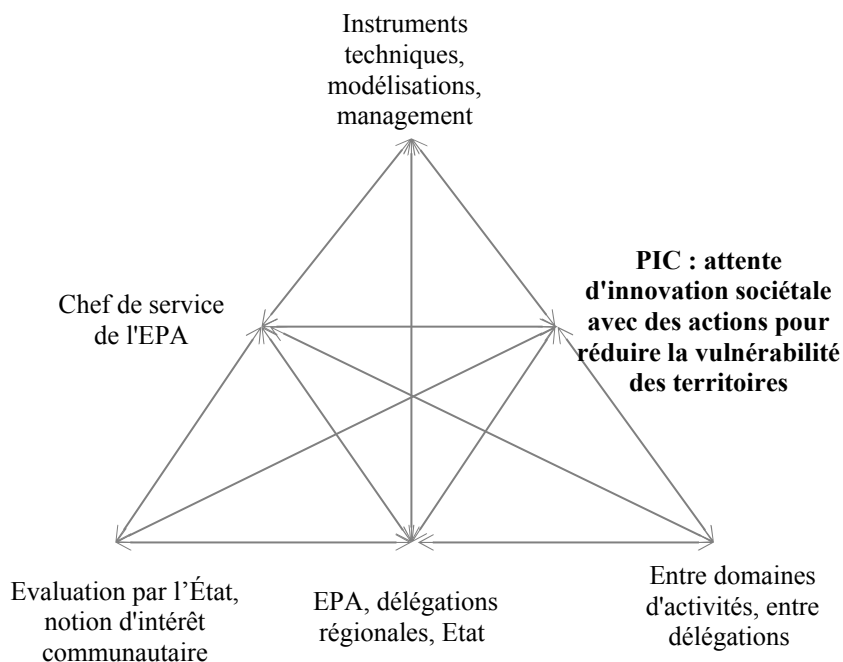 Instruments
techniques,
modélisations,
management
Chef de service
de l'EPA
PIC : attente
d'innovation sociétale
avec des actions pour
réduire la vulnérabilité
des territoires
Evaluation par l’État,
notion d'intérêt
communautaire
EPA, délégations
régionales, Etat
Entre domaines
d'activités, entre
délégations